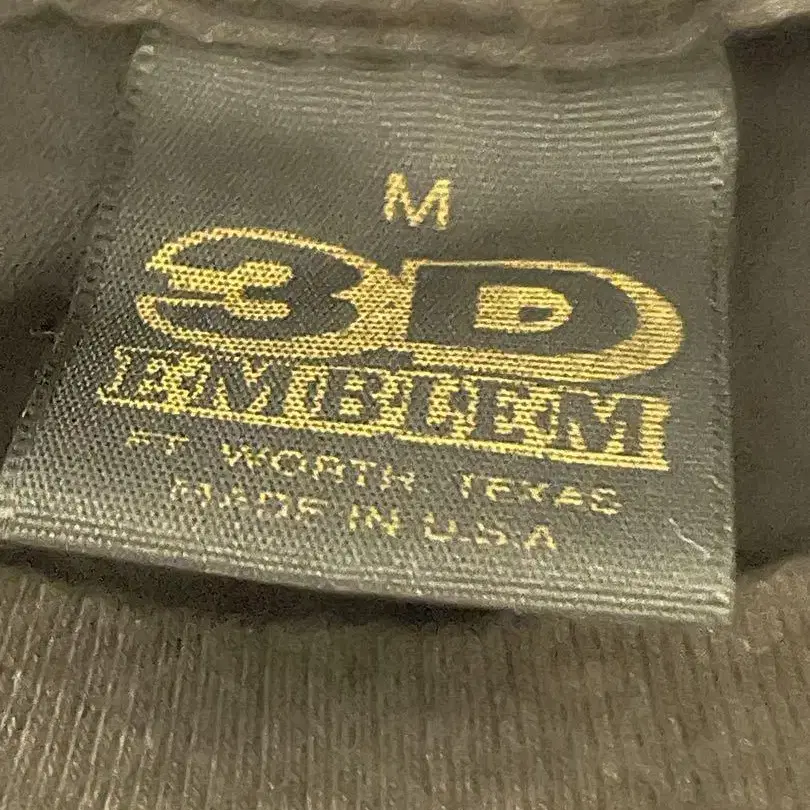 M
3D
EMBLEM
FT. WORTH, TEXAS
MADE IN U.S.A